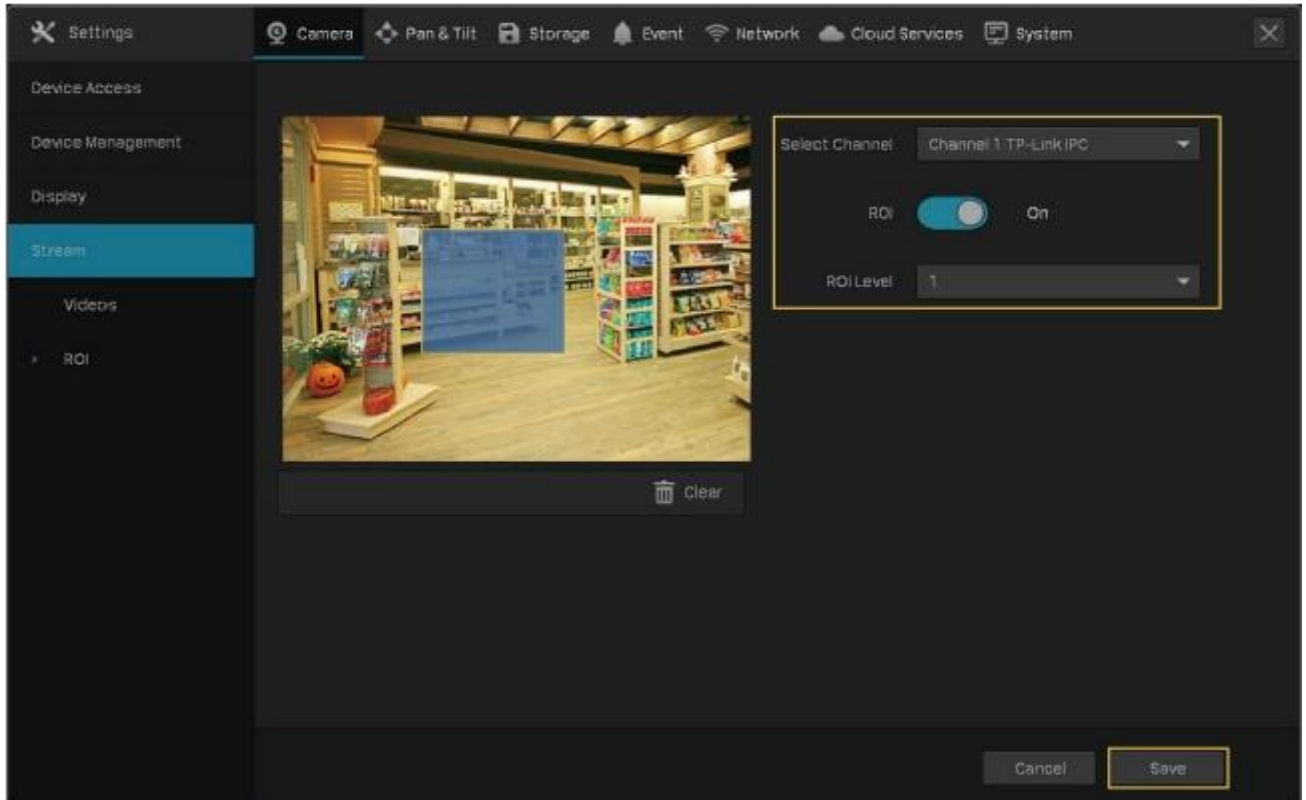 Settings
Camera
Pan & Tilt
Storage
Event
Network
Cloud Services
System
Device Access
Device Management
Display
Stream
Videos
ROI
Select Channel
Channel 1 TP-Link IPC
ROI
On
ROI Level
1
Clear
Cancel
Save